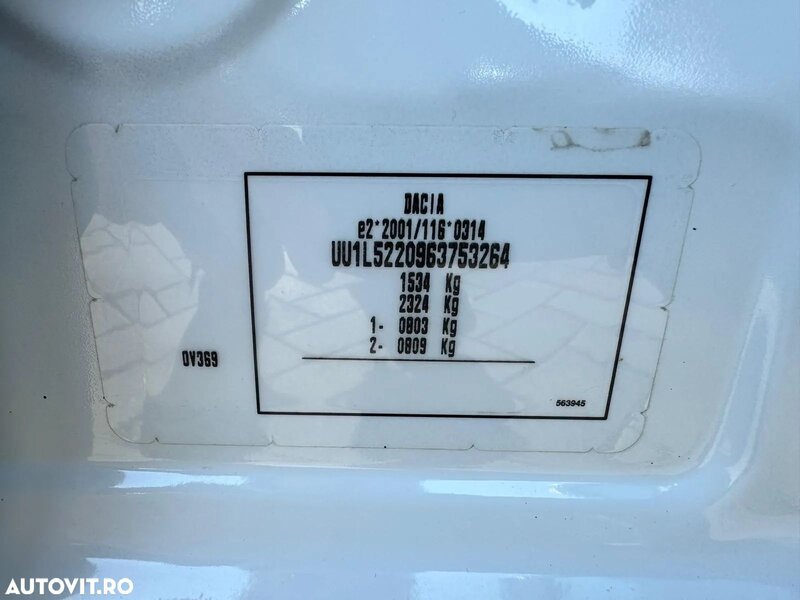 DACIA
e2*2001/116*0314
UU1L5220963753264
1534 Kg
2324 Kg
1- 0803 Kg
2- 0809 Kg
OV369
563945
AUTOVIT.RO